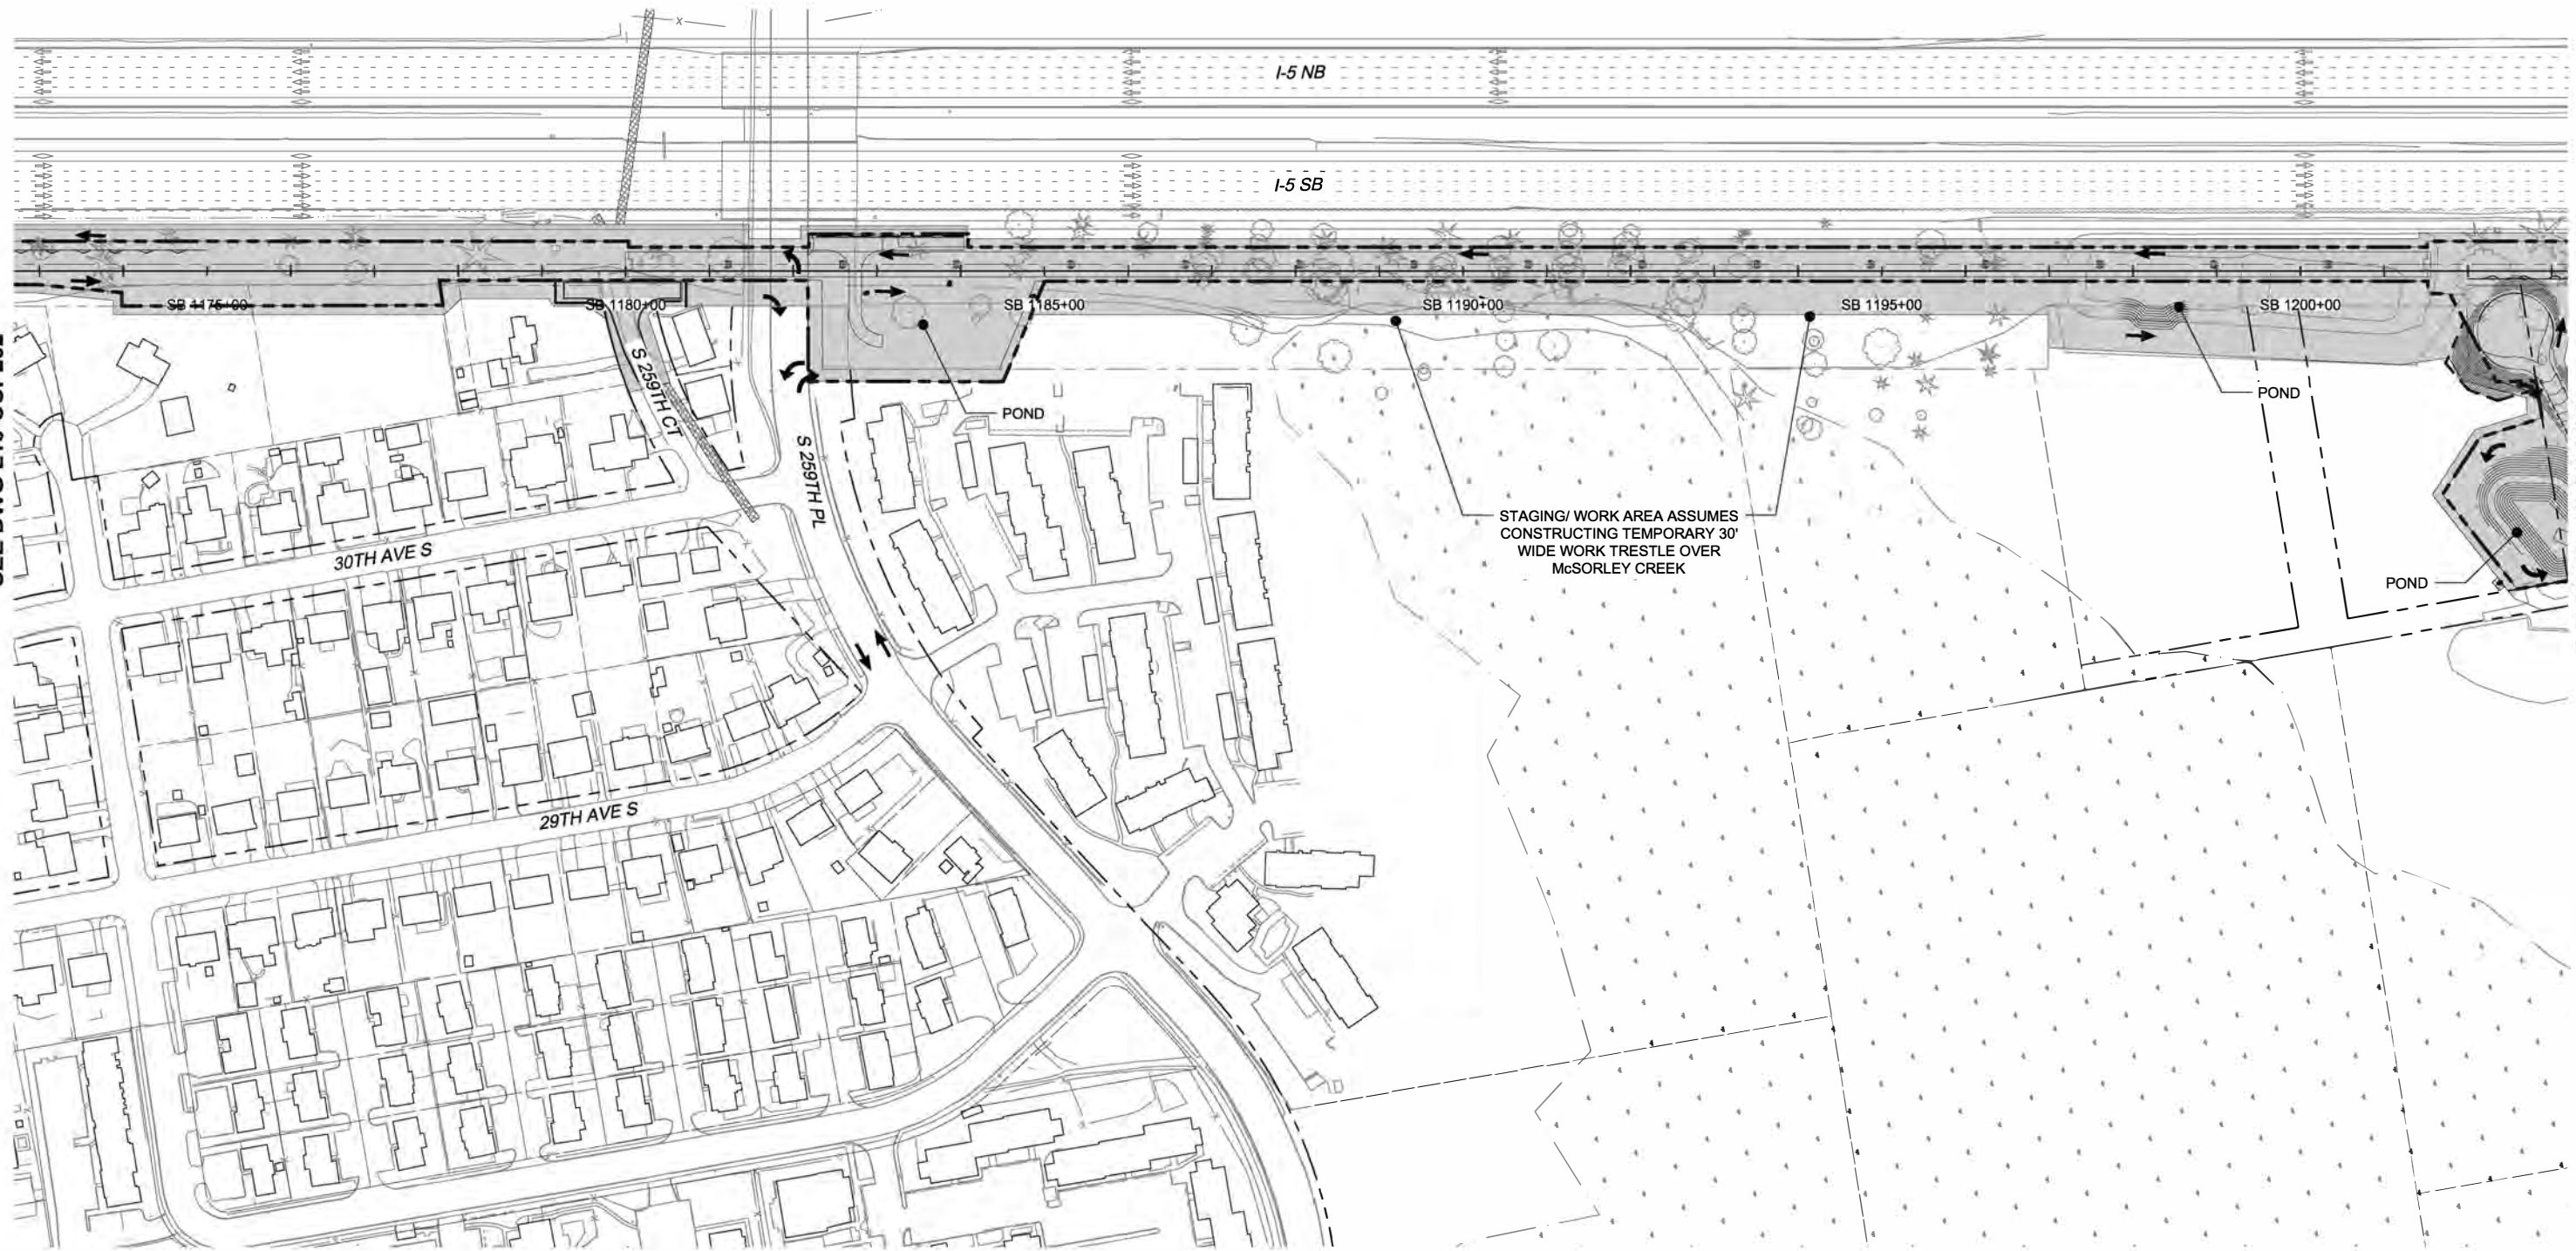 I-5 NB
I-5 SB
SB 1175+00
SB 1180+00
SB 1185+00
SB 1190+00
SB 1195+00
SB 1200+00
S 259TH CT
POND
POND
S 259TH PL
STAGING/ WORK AREA ASSUMES
CONSTRUCTING TEMPORARY 30'
WIDE WORK TRESTLE OVER
McSORLEY CREEK
30TH AVE S
POND
29TH AVE S